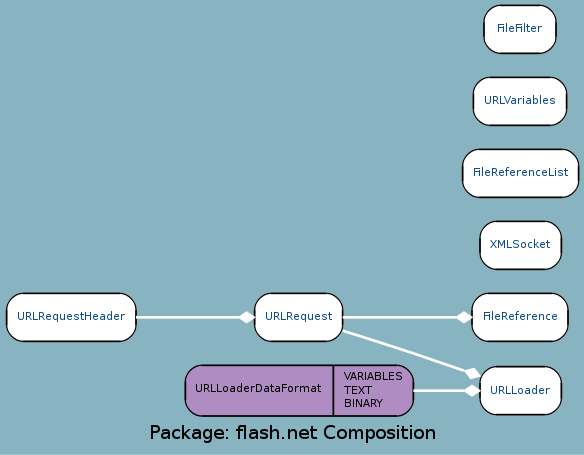 FileFilter
URLVariables
FileReferenceList
XMLSocket
URLRequestHeader
URLRequest
FileReference
URLLoaderDataFormat
VARIABLES
TEXT
BINARY
URLLoader
Package: flash.net Composition